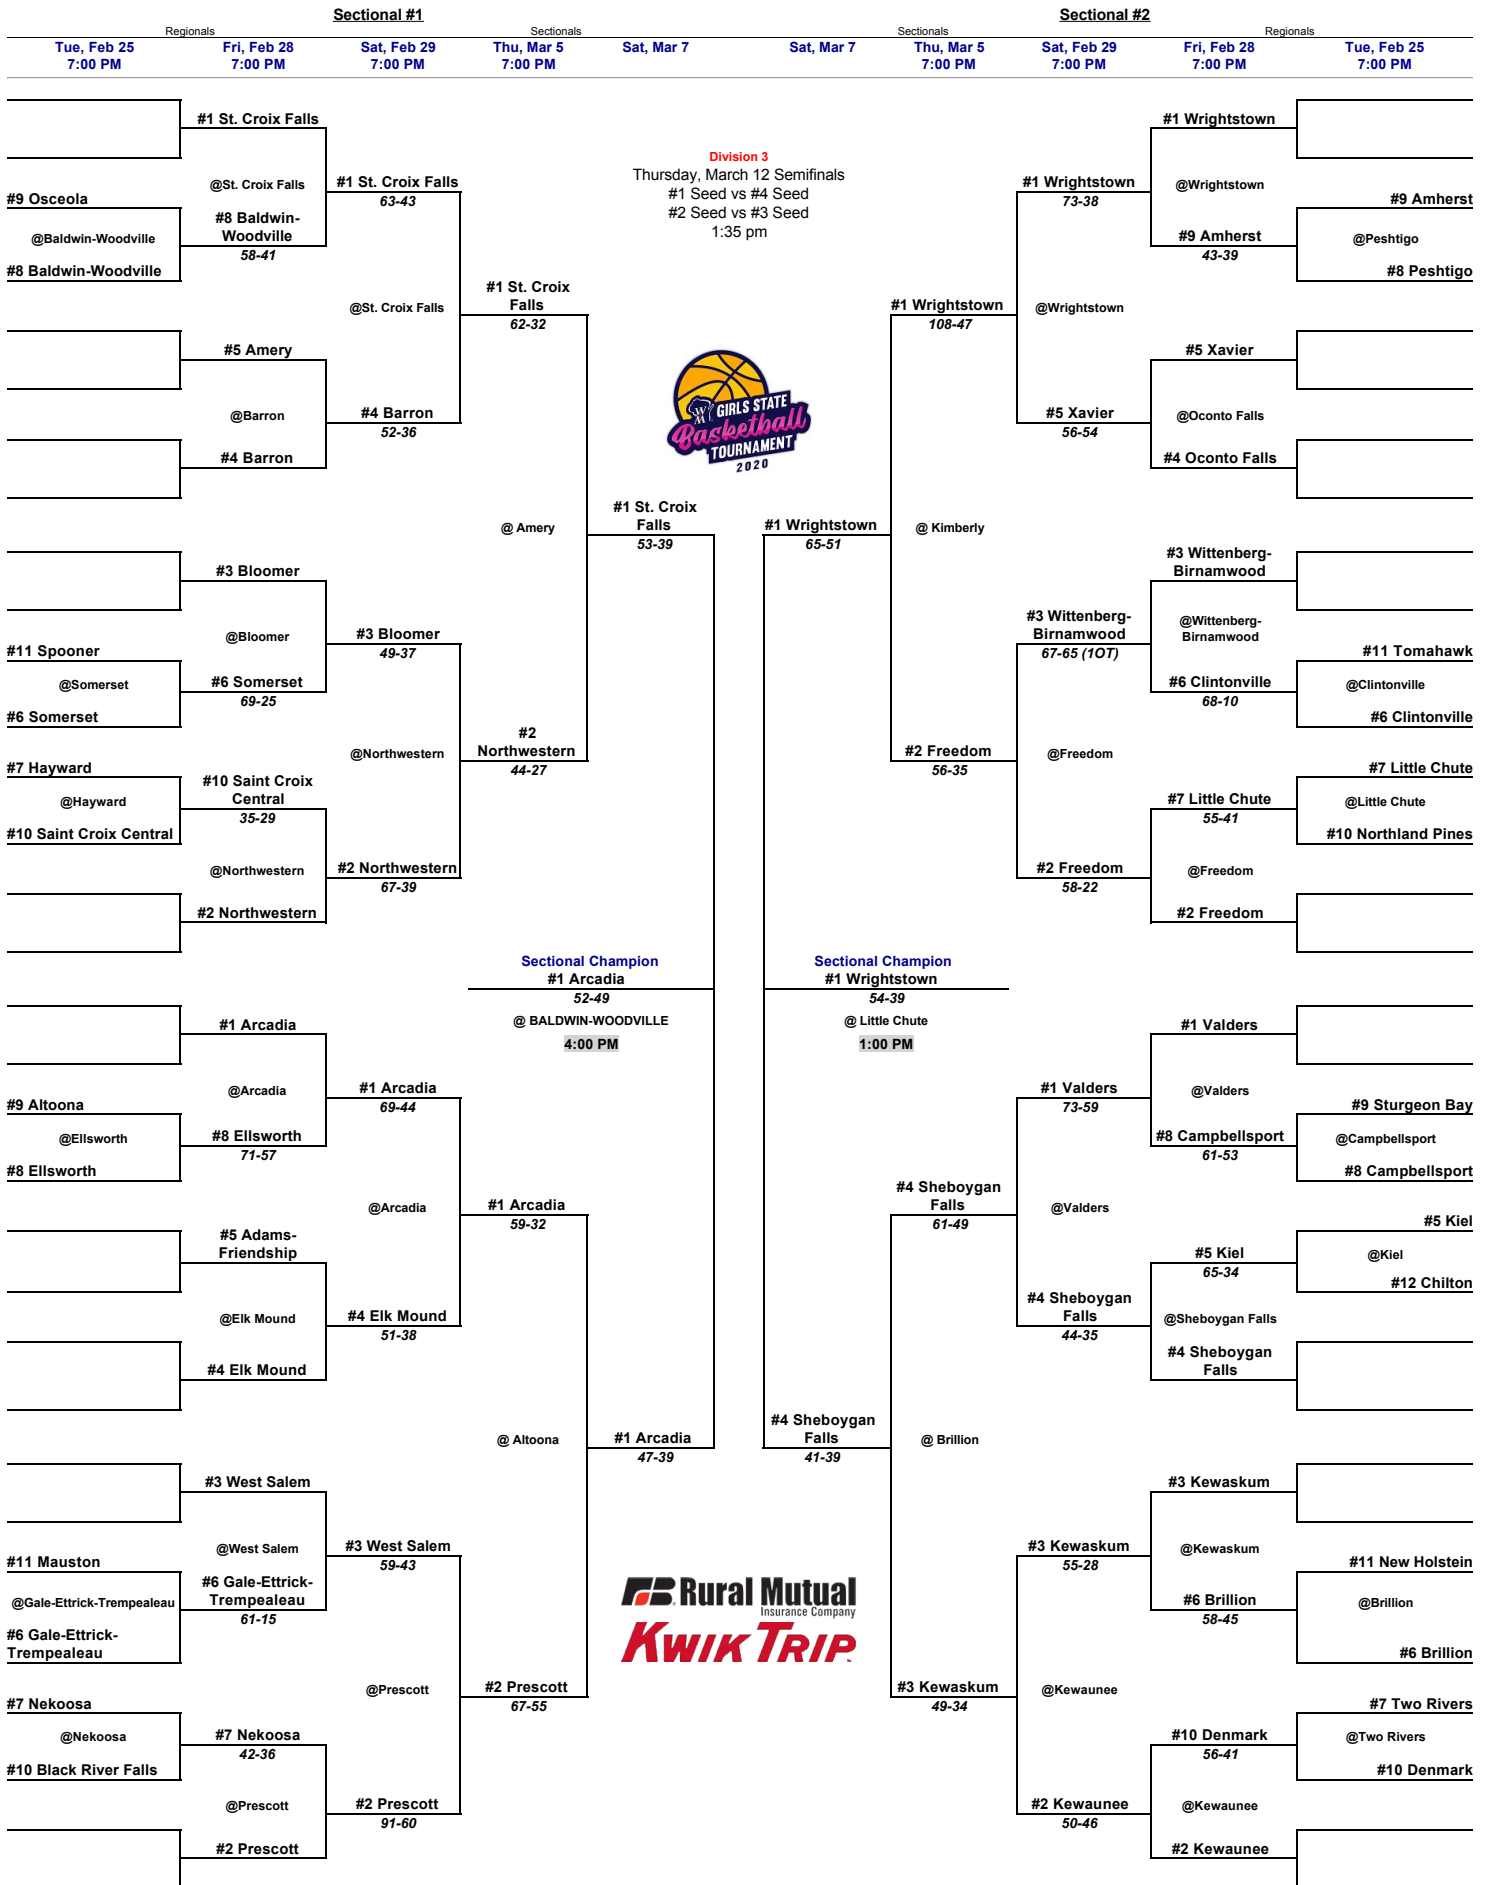 Sectional #1
Sectional #2
Regionals
Sectionals
Sectionals
Regionals
Tue, Feb 25
7:00 PM
Fri, Feb 28
7:00 PM
Sat, Feb 29
7:00 PM
Thu, Mar 5
7:00 PM
Sat, Mar 7
Sat, Mar 7
Thu, Mar 5
7:00 PM
Sat, Feb 29
7:00 PM
Fri, Feb 28
7:00 PM
Tue, Feb 25
7:00 PM
#1 St. Croix Falls
@St. Croix Falls
#9 Osceola
@Baldwin-Woodville
#8 Baldwin-Woodville
#8 Baldwin-
Woodville
58-41
#1 St. Croix Falls
63-43
@St. Croix Falls
#5 Amery
@Barron
#4 Barron
#4 Barron
52-36
#1 St. Croix
Falls
62-32
@ Amery
#3 Bloomer
@Bloomer
#11 Spooner
@Somerset
#6 Somerset
#6 Somerset
69-25
#3 Bloomer
49-37
@Northwestern
#7 Hayward
@Hayward
#10 Saint Croix Central
#10 Saint Croix
Central
35-29
@Northwestern
#2 Northwestern
#2 Northwestern
67-39
#2
Northwestern
44-27
#1 St. Croix
Falls
53-39
Division 3
Thursday, March 12 Semifinals
#1 Seed vs #4 Seed
#2 Seed vs #3 Seed
1:35 pm
W
GIRLS STATE
Basketball
TOURNAMENT
2020
#1 Wrightstown
@Wrightstown
#9 Amherst
@Peshtigo
#8 Peshtigo
#9 Amherst
43-39
#1 Wrightstown
73-38
@Wrightstown
#5 Xavier
@Oconto Falls
#4 Oconto Falls
#5 Xavier
56-54
#1 Wrightstown
108-47
@ Kimberly
#1 Wrightstown
65-51
#3 Wittenberg-
Birnamwood
@Wittenberg-
Birnamwood
#11 Tomahawk
@Clintonville
#6 Clintonville
#6 Clintonville
68-10
#3 Wittenberg-
Birnamwood
67-65 (1OT)
@Freedom
#7 Little Chute
@Little Chute
#10 Northland Pines
#7 Little Chute
55-41
@Freedom
#2 Freedom
#2 Freedom
58-22
#2 Freedom
56-35
Sectional Champion
#1 Arcadia
52-49
@ BALDWIN-WOODVILLE
4:00 PM
Sectional Champion
#1 Wrightstown
54-39
@ Little Chute
1:00 PM
#1 Arcadia
@Arcadia
#9 Altoona
@Ellsworth
#8 Ellsworth
#8 Ellsworth
71-57
#1 Arcadia
69-44
@Arcadia
#5 Adams-
Friendship
@Elk Mound
#4 Elk Mound
#4 Elk Mound
51-38
#1 Arcadia
59-32
@ Altoona
#1 Arcadia
47-39
#3 West Salem
@West Salem
#11 Mauston
@Gale-Ettrick-Trempealeau
#6 Gale-Ettrick-
Trempealeau
#6 Gale-Ettrick-
Trempealeau
61-15
#3 West Salem
59-43
@Prescott
#7 Nekoosa
@Nekoosa
#10 Black River Falls
#7 Nekoosa
42-36
@Prescott
#2 Prescott
#2 Prescott
91-60
#2 Prescott
67-55
#1 Valders
@Valders
#9 Sturgeon Bay
@Campbellsport
#8 Campbellsport
#8 Campbellsport
61-53
#1 Valders
73-59
@Valders
#5 Kiel
@Kiel
#12 Chilton
#5 Kiel
65-34
@Sheboygan Falls
#4 Sheboygan
Falls
#4 Sheboygan
Falls
44-35
#4 Sheboygan
Falls
61-49
@ Brillion
#4 Sheboygan
Falls
41-39
#3 Kewaskum
@Kewaskum
#11 New Holstein
@Brillion
#6 Brillion
#6 Brillion
58-45
#3 Kewaskum
55-28
@Kewaunee
#7 Two Rivers
@Two Rivers
#10 Denmark
#10 Denmark
56-41
@Kewaunee
#2 Kewaunee
#2 Kewaunee
50-46
#3 Kewaskum
49-34
Rural Mutual
Insurance Company
KWIK TRIP